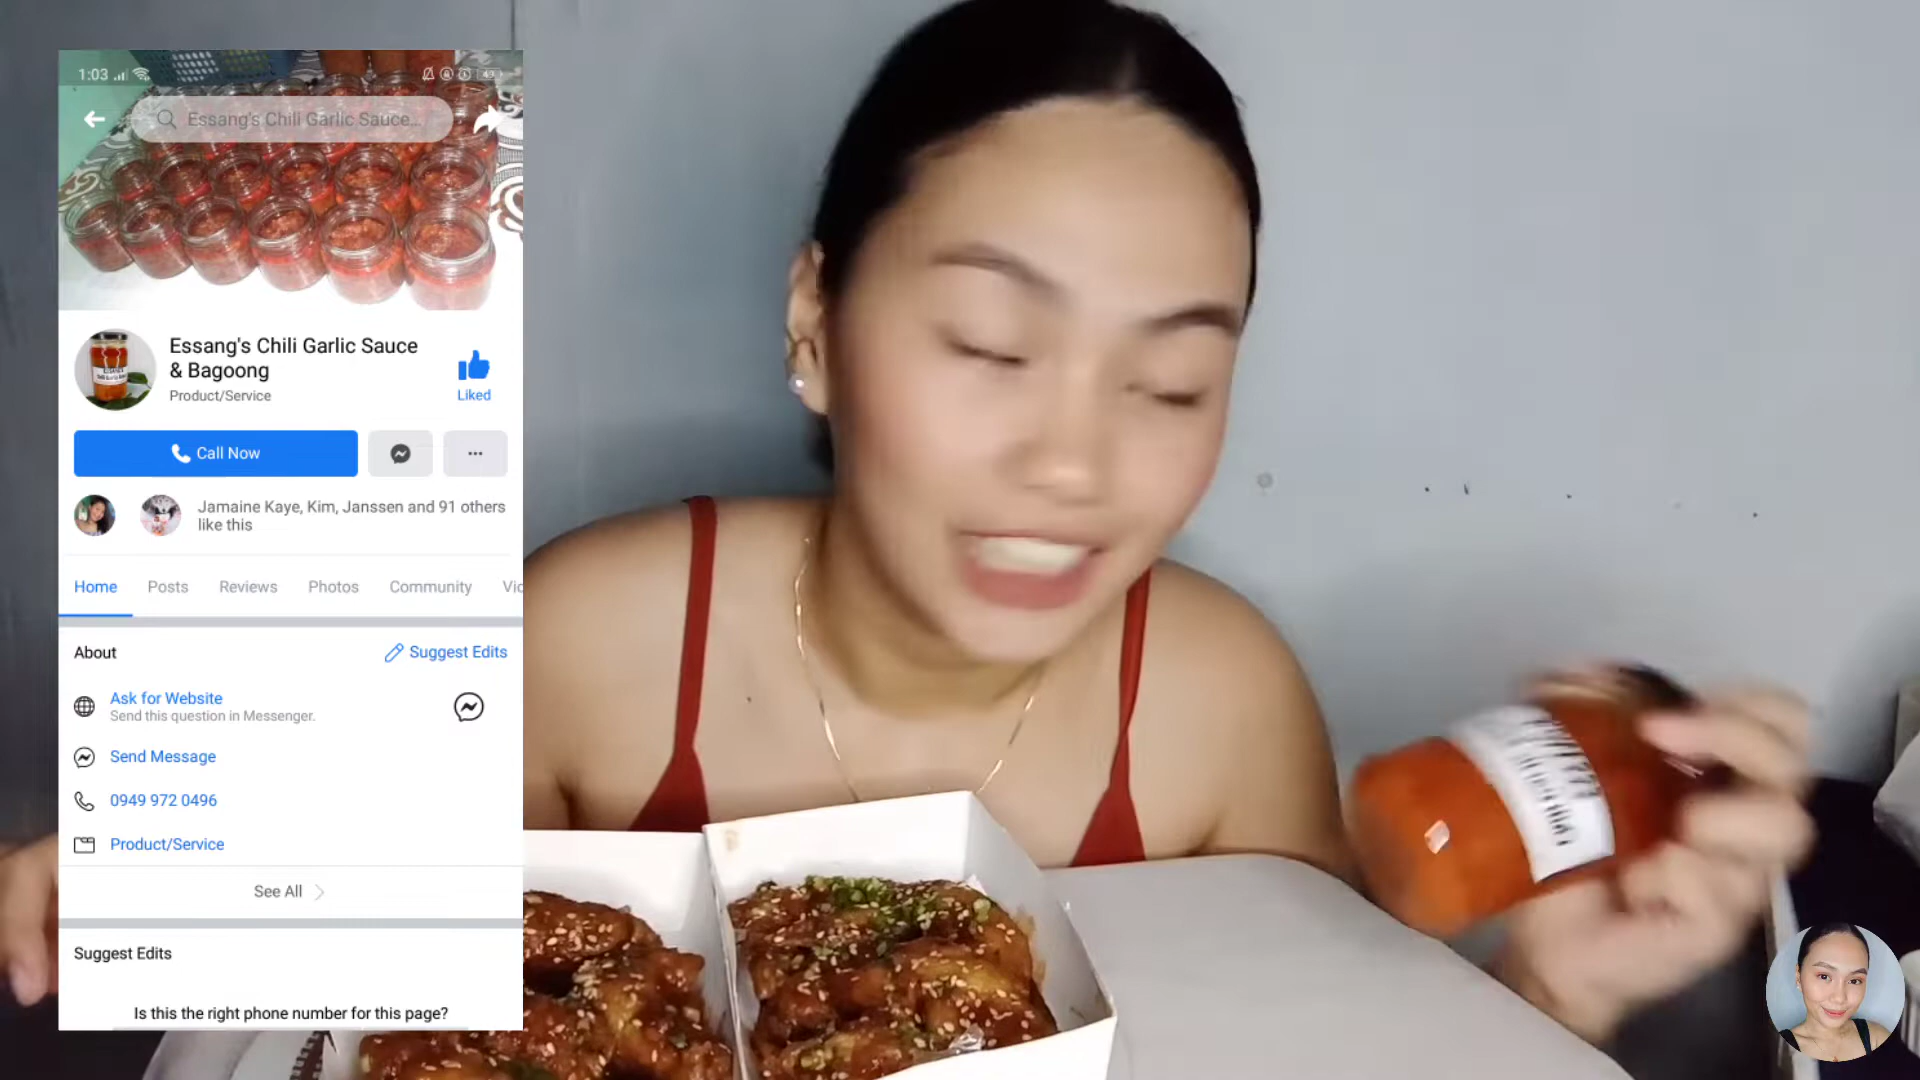 1:03
43
Essang's Chili Garlic Sauce...
Essang's Chili Garlic Sauce
& Bagoong
Product/Service
Liked
Call Now
Jamaine Kaye, Kim, Janssen and 91 others
like this
Home Posts Reviews Photos Community Vic
About
Suggest Edits
Ask for Website
Send this question in Messenger.
Send Message
0949 972 0496
Product/Service
See All
Suggest Edits
Is this the right phone number for this page?